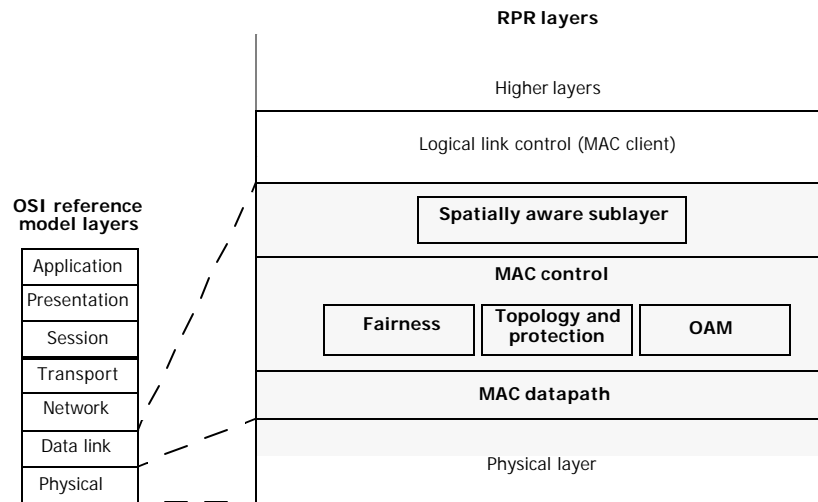 RPR layers
Higher layers
Logical link control (MAC client)
OSI reference
model layers
Application
Presentation
Session
Transport
Network
Data link
Physical
Spatially aware sublayer
MAC control
Fairness
Topology and
protection
OAM
MAC datapath
Physical layer